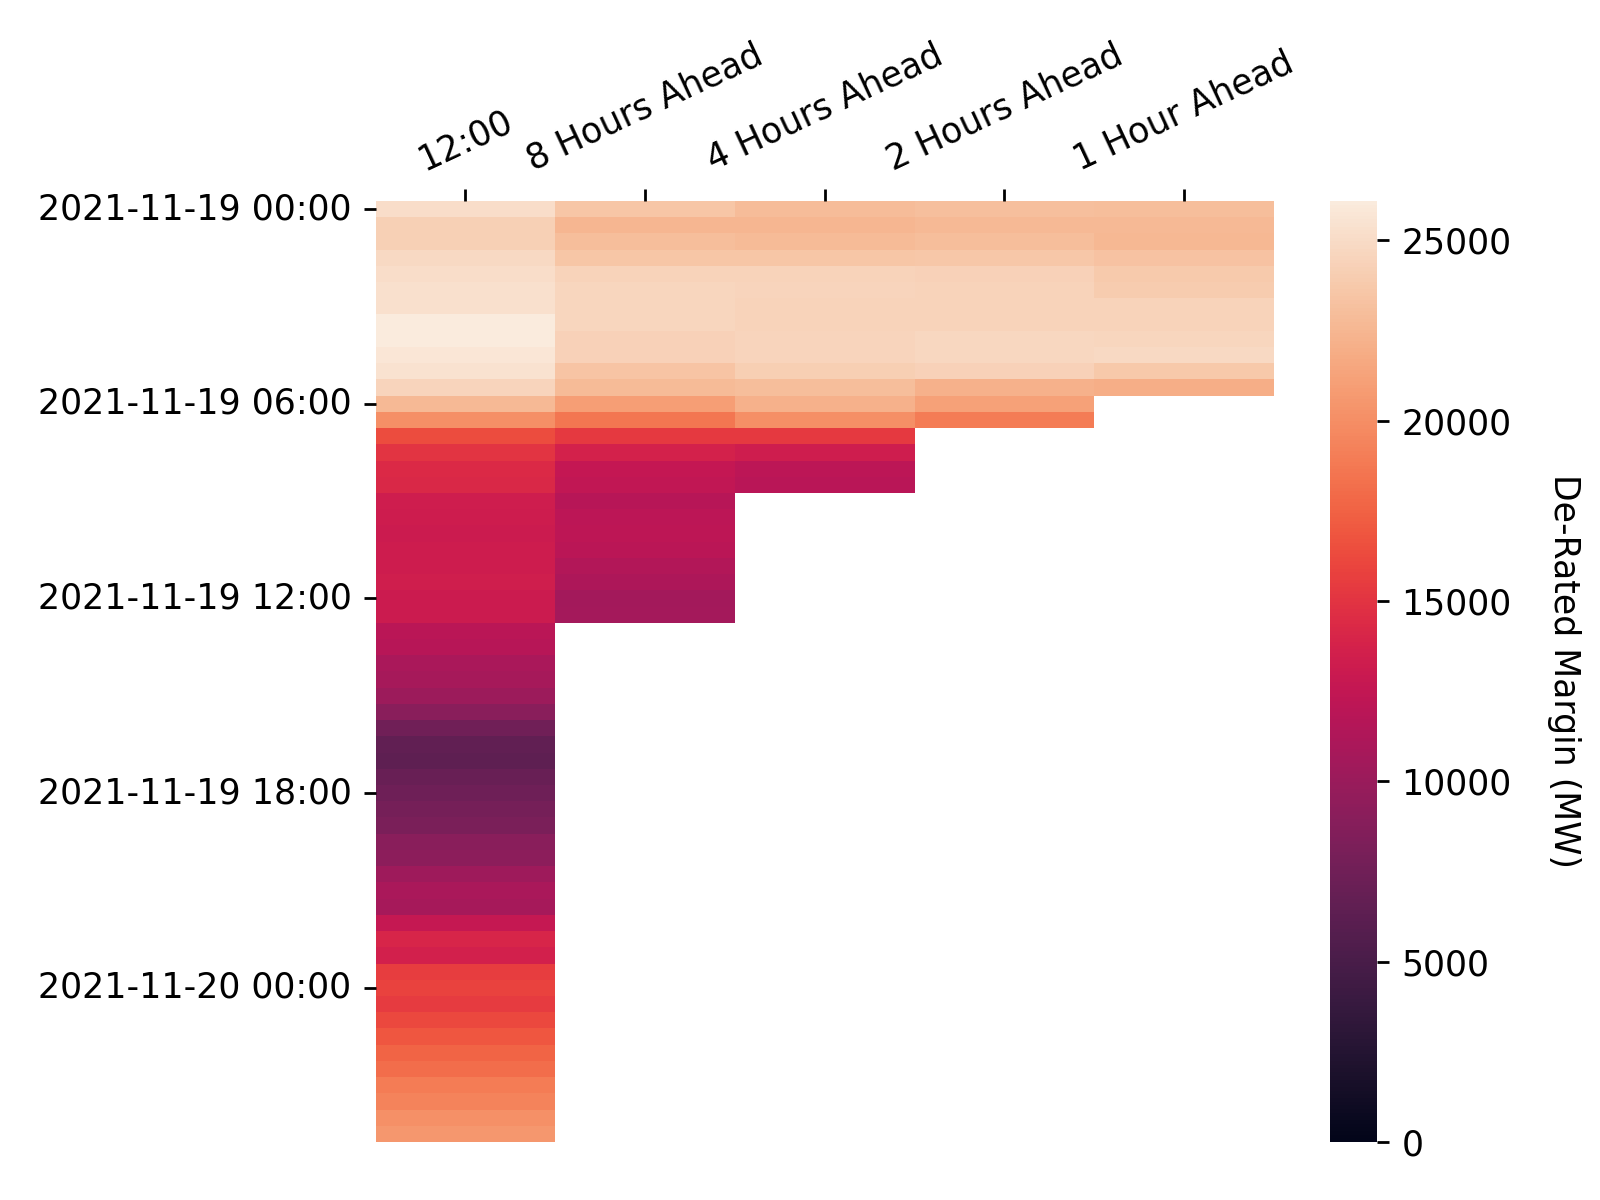 12:00
8 Hours Ahead
4 Hours Ahead
2 Hours Ahead
1 Hour Ahead
2021-11-19 00:00
2021-11-19 06:00
2021-11-19 12:00
2021-11-19 18:00
2021-11-20 00:00
25000
20000
15000
10000
5000
0
De-Rated Margin (MW)